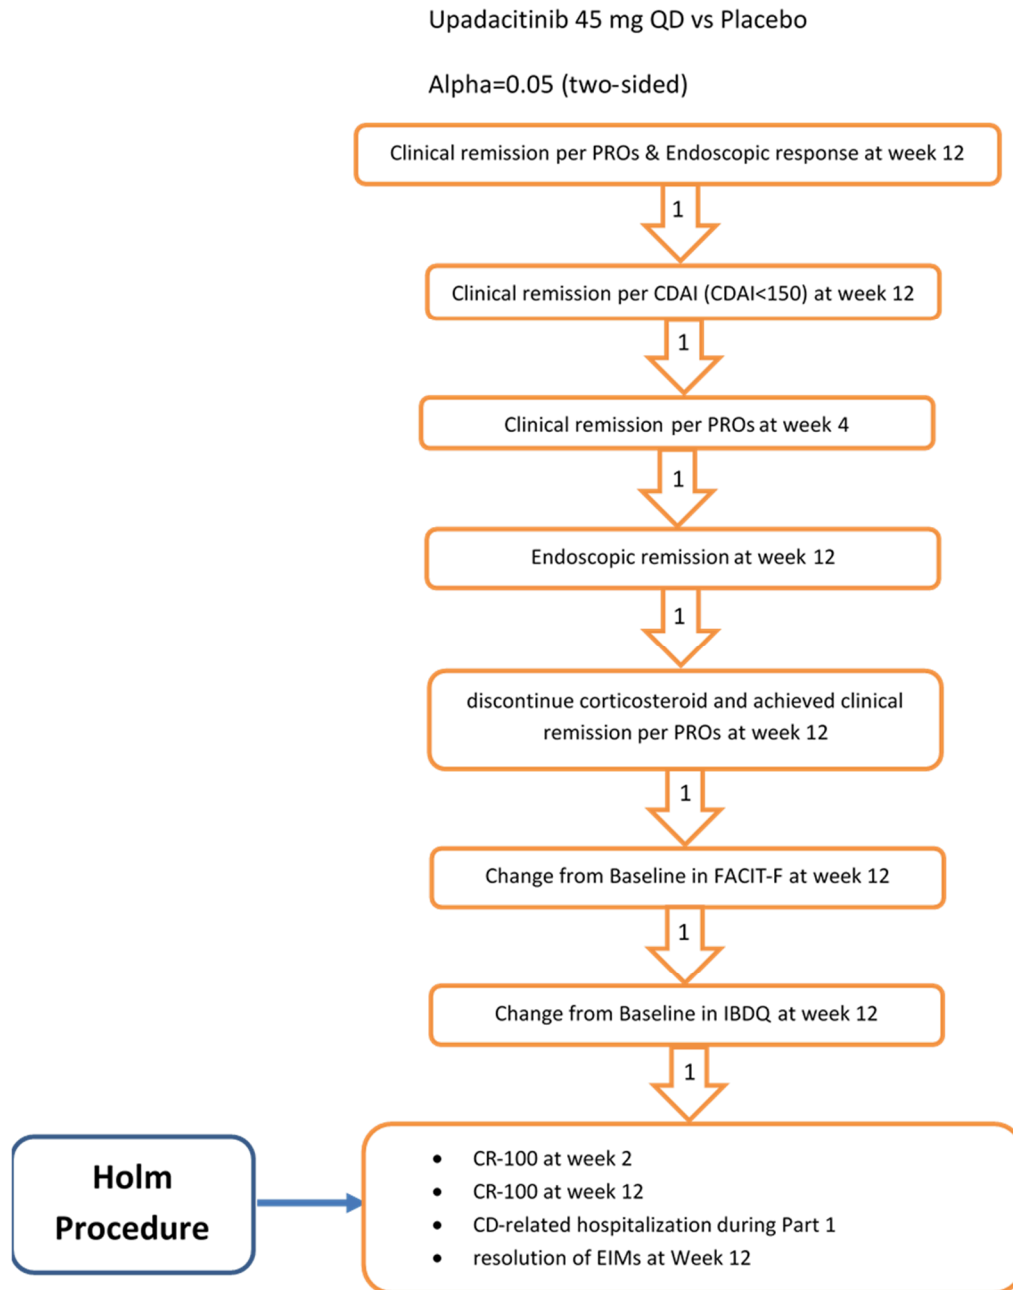 Upadacitinib 45 mg QD vs Placebo
Alpha=0.05 (two-sided)
Clinical remission per PROs & Endoscopic response at week 12
1
Clinical remission per CDAI (CDAI<150) at week 12
1
Clinical remission per PROs at week 4
1
Endoscopic remission at week 12
1
discontinue corticosteroid and achieved clinical
remission per PROs at week 12
1
Change from Baseline in FACIT-F at week 12
1
Change from Baseline in IBDQ at week 12
1
Holm
Procedure
• CR-100 at week 2
• CR-100 at week 12
• CD-related hospitalization during Part 1
• resolution of EIMs at Week 12